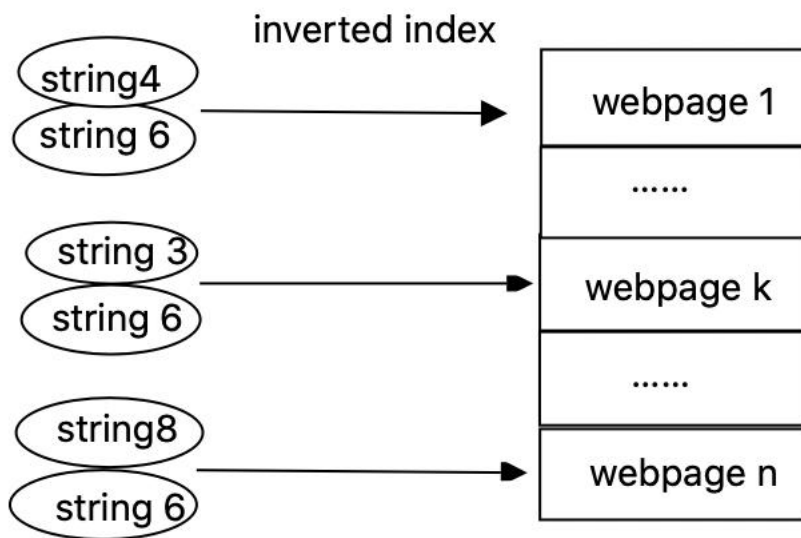 inverted index
string4
string 6
webpage 1
......
string 3
string 6
webpage k
......
string8
string 6
webpage n